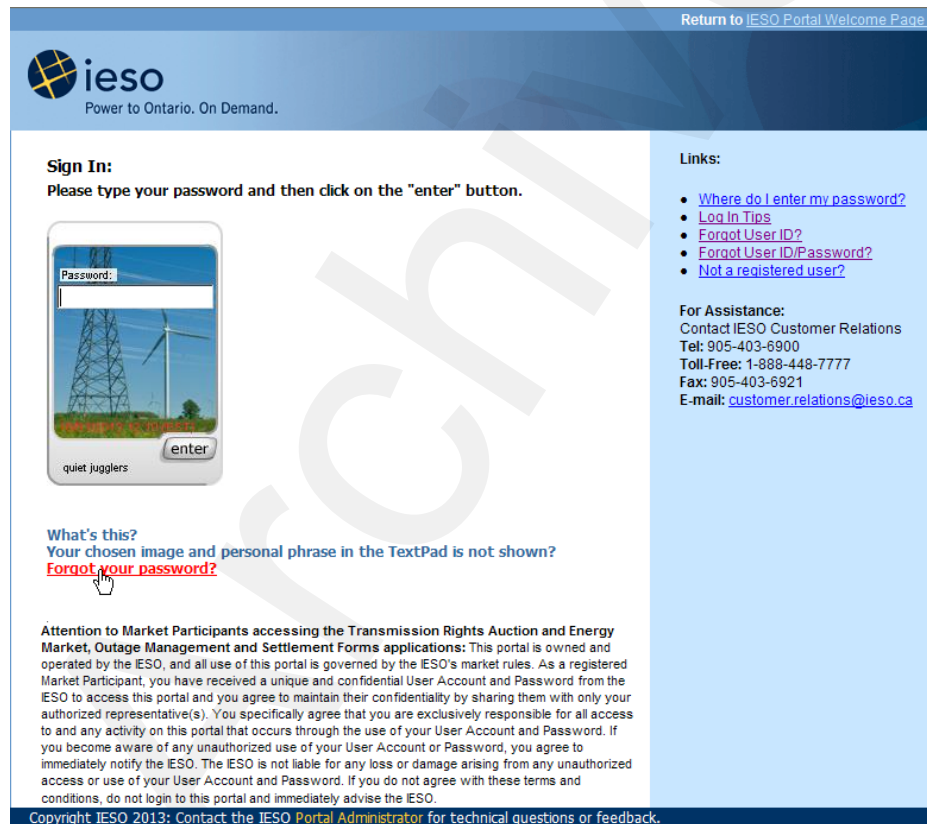 Return to IESO Portal Welcome Page
ieso
Power to Ontario. On Demand.
Sign In:
Please type your password and then click on the "enter" button.
Password:
enter
quiet jugglers
What's this?
Your chosen image and personal phrase in the TextPad is not shown?
Forgot your password?
Attention to Market Participants accessing the Transmission Rights Auction and Energy
Market, Outage Management and Settlement Forms applications: This portal is owned and
operated by the IESO, and all use of this portal is governed by the IESO's market rules. As a registered
Market Participant, you have received a unique and confidential User Account and Password from the
IESO to access this portal and you agree to maintain their confidentiality by sharing them with only your
authorized representative(s). You specifically agree that you are exclusively responsible for all access
to and any activity on this portal that occurs through the use of your User Account and Password. If
you become aware of any unauthorized use of your User Account or Password, you agree to
immediately notify the IESO. The IESO is not liable for any loss or damage arising from any unauthorized
access or use of your User Account and Password. If you do not agree with these terms and
conditions, do not login to this portal and immediately advise the IESO.
Links:
Where do I enter my password?
Log In Tips
Forgot User ID?
Forgot User ID/Password?
Not a registered user?
For Assistance:
Contact IESO Customer Relations
Tel: 905-403-6900
Toll-Free: 1-888-448-7777
Fax: 905-403-6921
E-mail: customer.relations@ieso.ca
Copyright IESO 2013: Contact the IESO Portal Administrator for technical questions or feedback.